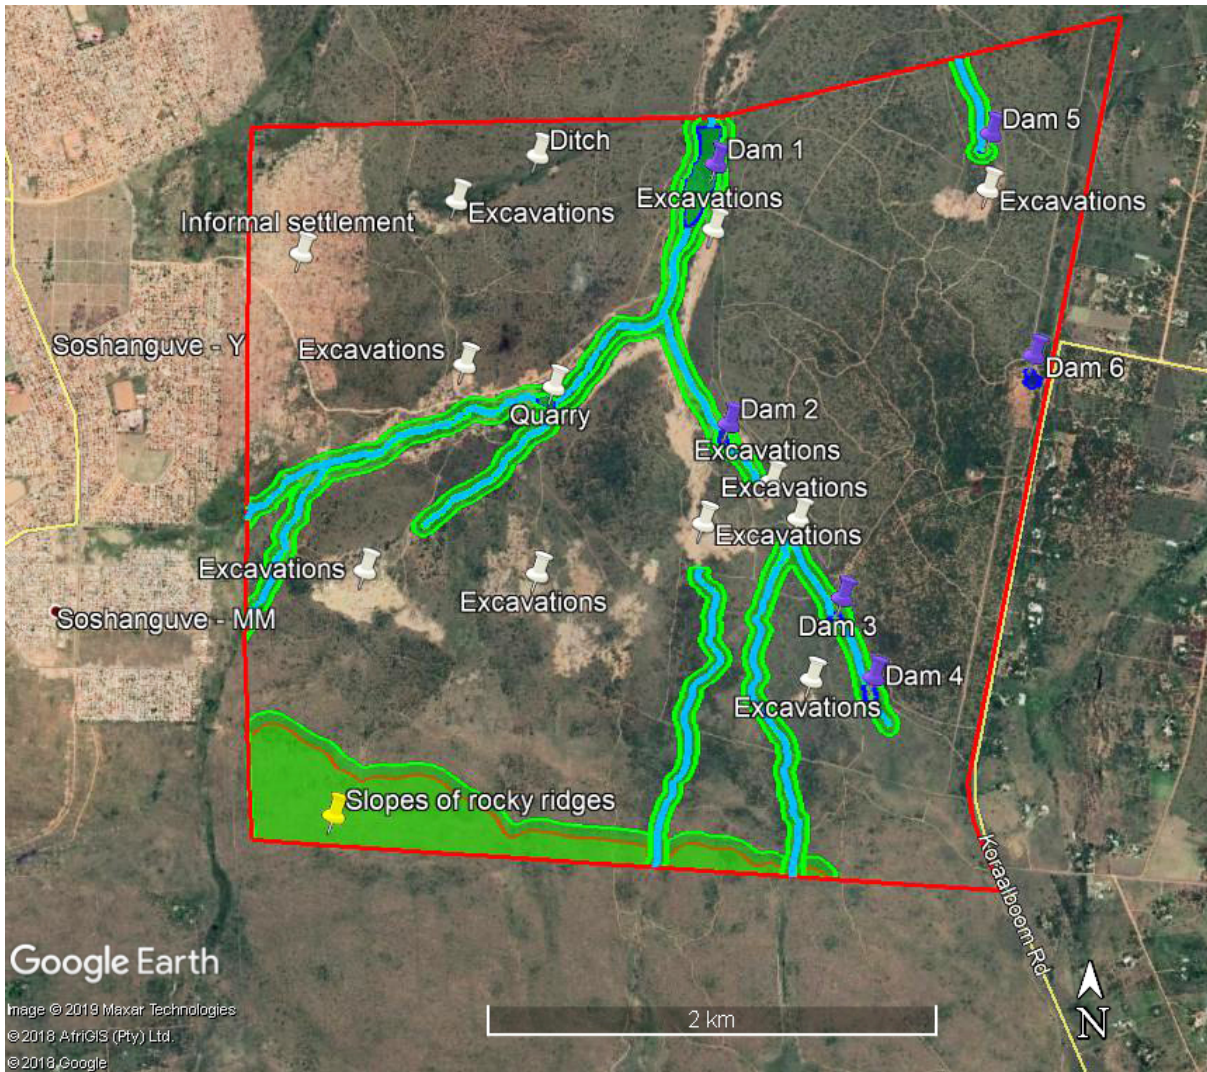 Dam 5
Ditch
Dam 1
Excavations
Excavations
Excavations
Informal settlement
Soshanguve - Y
Excavations
Dam 6
Quarry
Dam 2
Excavations
Excavations
Excavations
Excavations
Excavations
Soshanguve - MM
Dam 3
Dam 4
Excavations
Slopes of rocky ridges
Koraalboom Rd
Google Earth
Image © 2019 Maxar Technologies
© 2018 AfriGIS (Pty) Ltd.
© 2018 Google
2 km
N